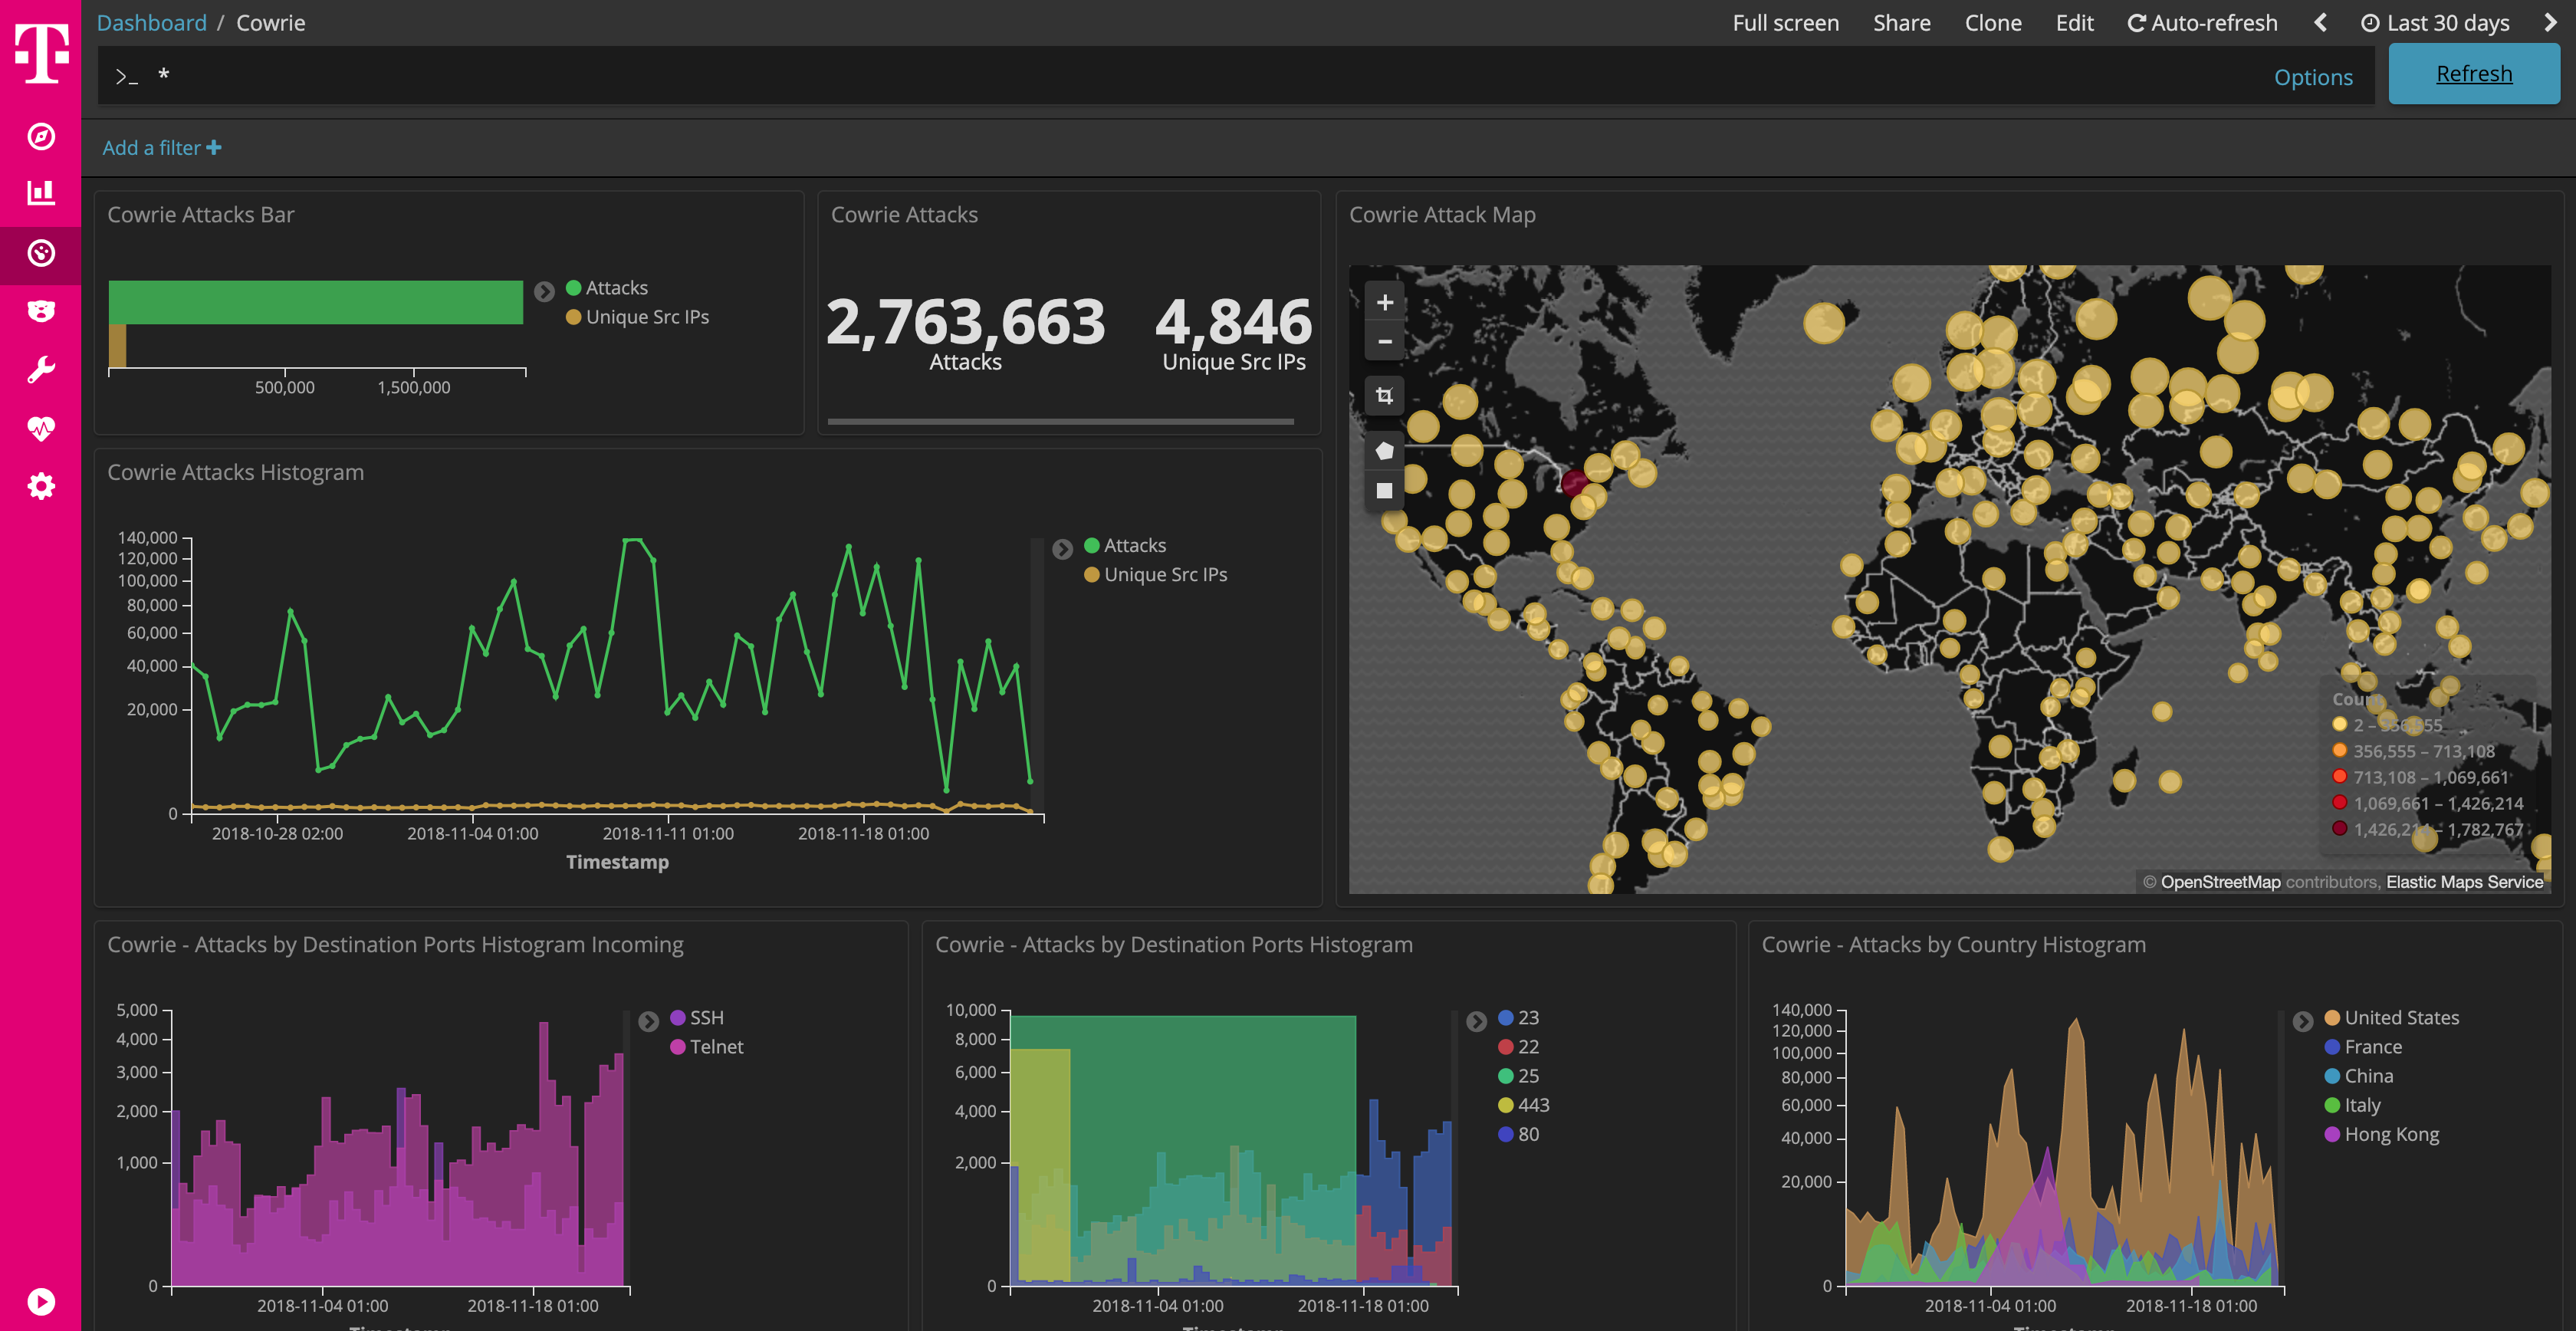 Dashboard / Cowrie
Full screen Share Clone Edit Auto-refresh Last 30 days
>_ *
Options
Refresh
Add a filter
Cowrie Attacks Bar
Attacks
Unique Src IPs
500,000 1,500,000
Cowrie Attacks
2,763,663
Attacks
4,846
Unique Src IPs
Cowrie Attack Map
+
−
Count
2 – 356,555
356,555 – 713,108
713,108 – 1,069,661
1,069,661 – 1,426,214
1,426,214 – 1,782,767
© OpenStreetMap contributors, Elastic Maps Service
Cowrie Attacks Histogram
140,000
120,000
100,000
80,000
60,000
40,000
20,000
0
2018-10-28 02:00 2018-11-04 01:00 2018-11-11 01:00 2018-11-18 01:00
Timestamp
Attacks
Unique Src IPs
Cowrie - Attacks by Destination Ports Histogram Incoming
5,000
4,000
3,000
2,000
1,000
0
2018-11-04 01:00 2018-11-18 01:00
Timestamp
SSH
Telnet
Cowrie - Attacks by Destination Ports Histogram
10,000
8,000
6,000
4,000
2,000
0
2018-11-04 01:00 2018-11-18 01:00
Timestamp
23
22
25
443
80
Cowrie - Attacks by Country Histogram
140,000
120,000
100,000
80,000
60,000
40,000
20,000
0
2018-11-04 01:00 2018-11-18 01:00
Timestamp
United States
France
China
Italy
Hong Kong